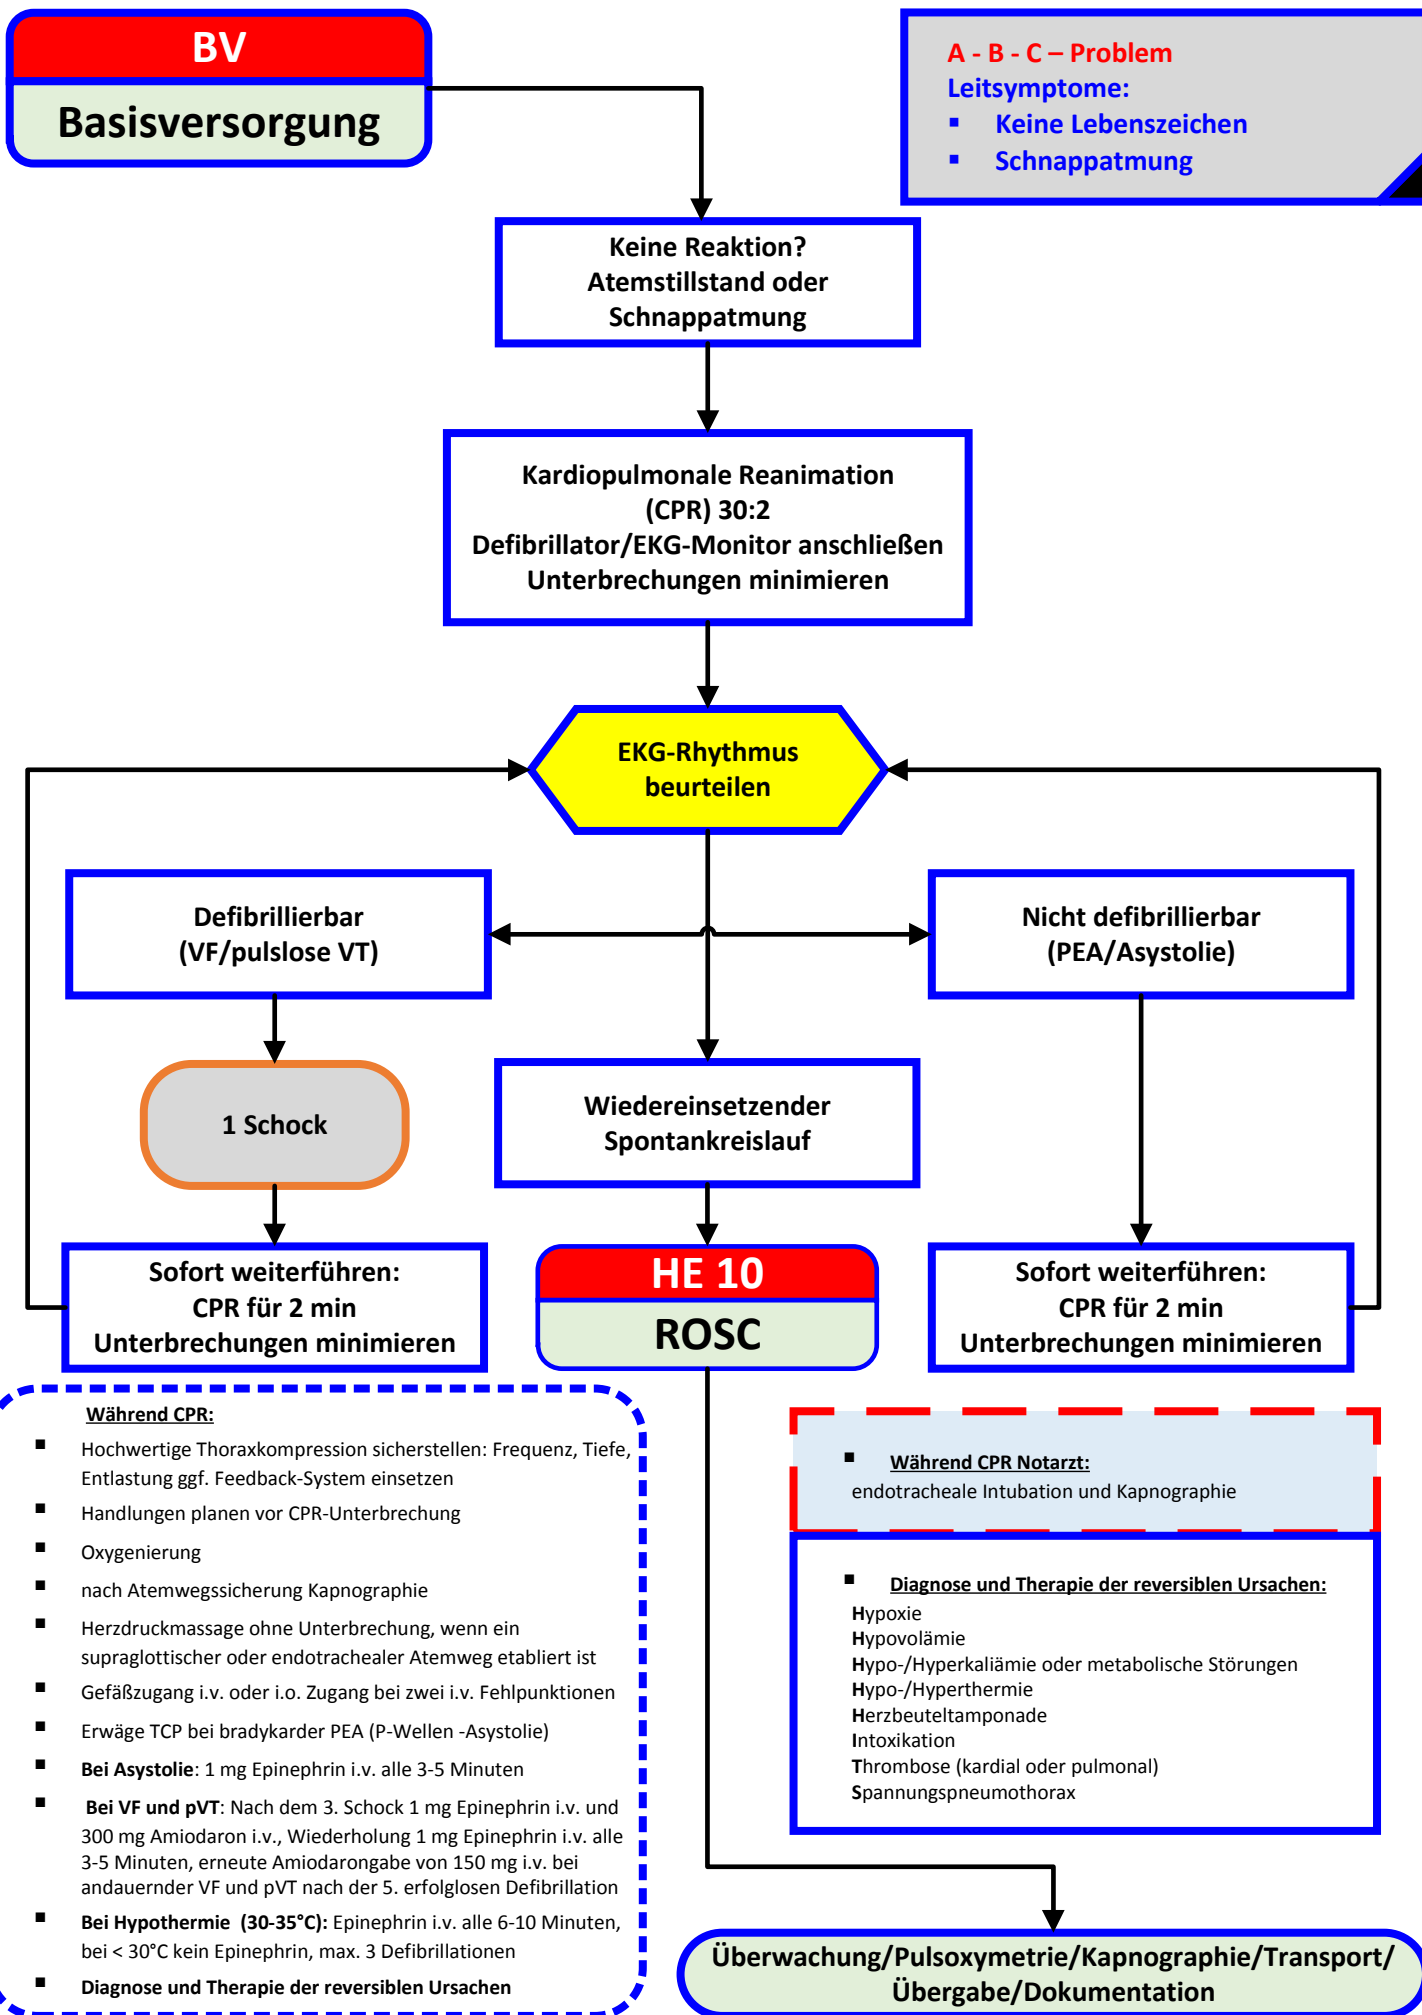 BV
Basisversorgung
A - B - C – Problem
Leitsymptome:
▪ Keine Lebenszeichen
▪ Schnappatmung
Keine Reaktion?
Atemstillstand oder
Schnappatmung
Kardiopulmonale Reanimation
(CPR) 30:2
Defibrillator/EKG-Monitor anschließen
Unterbrechungen minimieren
EKG-Rhythmus
beurteilen
Defibrillierbar
(VF/pulslose VT)
Nicht defibrillierbar
(PEA/Asystolie)
1 Schock
Wiedereinsetzender
Spontankreislauf
Sofort weiterführen:
CPR für 2 min
Unterbrechungen minimieren
HE 10
ROSC
Sofort weiterführen:
CPR für 2 min
Unterbrechungen minimieren
Während CPR:
▪ Hochwertige Thoraxkompression sicherstellen: Frequenz, Tiefe,
Entlastung ggf. Feedback-System einsetzen
▪ Handlungen planen vor CPR-Unterbrechung
▪ Oxygenierung
▪ nach Atemwegssicherung Kapnographie
▪ Herzdruckmassage ohne Unterbrechung, wenn ein
supraglottischer oder endotrachealer Atemweg etabliert ist
▪ Gefäßzugang i.v. oder i.o. Zugang bei zwei i.v. Fehlpunktionen
▪ Erwäge TCP bei bradykarder PEA (P-Wellen -Asystolie)
▪ Bei Asystolie: 1 mg Epinephrin i.v. alle 3-5 Minuten
▪ Bei VF und pVT: Nach dem 3. Schock 1 mg Epinephrin i.v. und
300 mg Amiodaron i.v., Wiederholung 1 mg Epinephrin i.v. alle
3-5 Minuten, erneute Amiodarongabe von 150 mg i.v. bei
andauernder VF und pVT nach der 5. erfolglosen Defibrillation
▪ Bei Hypothermie (30-35°C): Epinephrin i.v. alle 6-10 Minuten,
bei < 30°C kein Epinephrin, max. 3 Defibrillationen
▪ Diagnose und Therapie der reversiblen Ursachen
▪ Während CPR Notarzt:
endotracheale Intubation und Kapnographie
▪ Diagnose und Therapie der reversiblen Ursachen:
Hypoxie
Hypovolämie
Hypo-/Hyperkaliämie oder metabolische Störungen
Hypo-/Hyperthermie
Herzbeuteltamponade
Intoxikation
Thrombose (kardial oder pulmonal)
Spannungspneumothorax
Überwachung/Pulsoxymetrie/Kapnographie/Transport/
Übergabe/Dokumentation